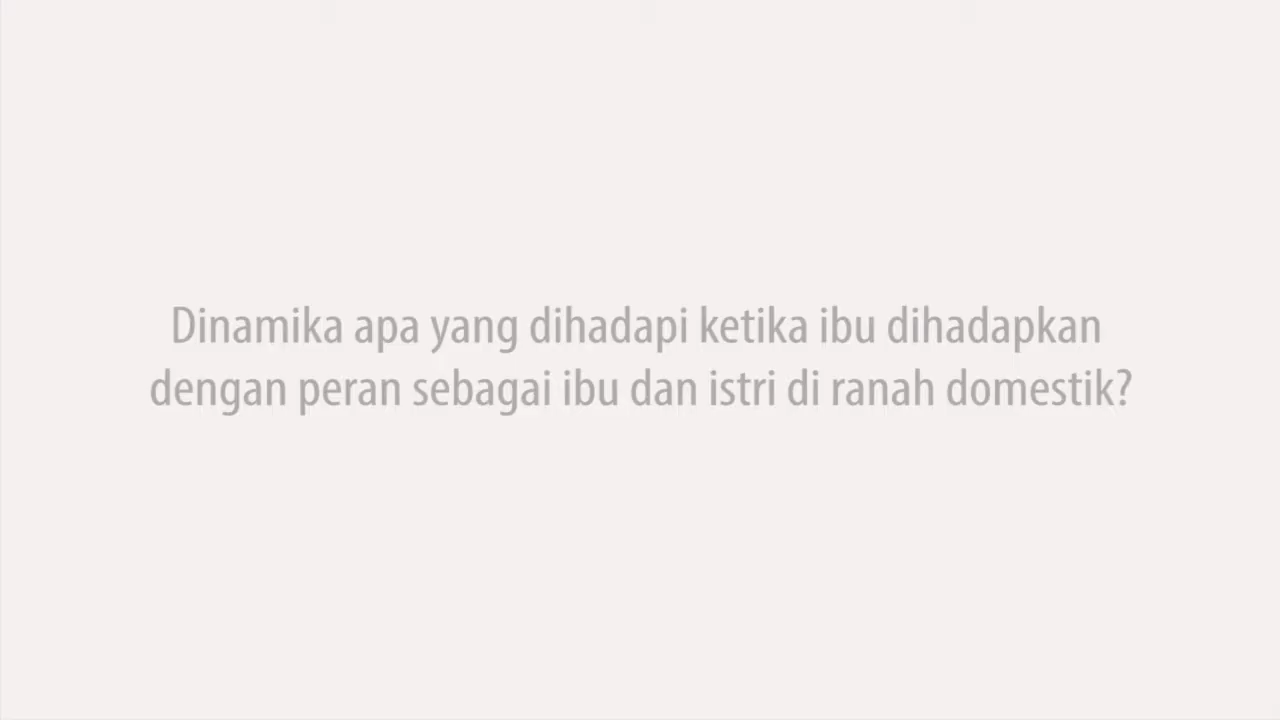 Dinamika apa yang dihadapi ketika ibu dihadapkan
dengan peran sebagai ibu dan istri di ranah domestik?